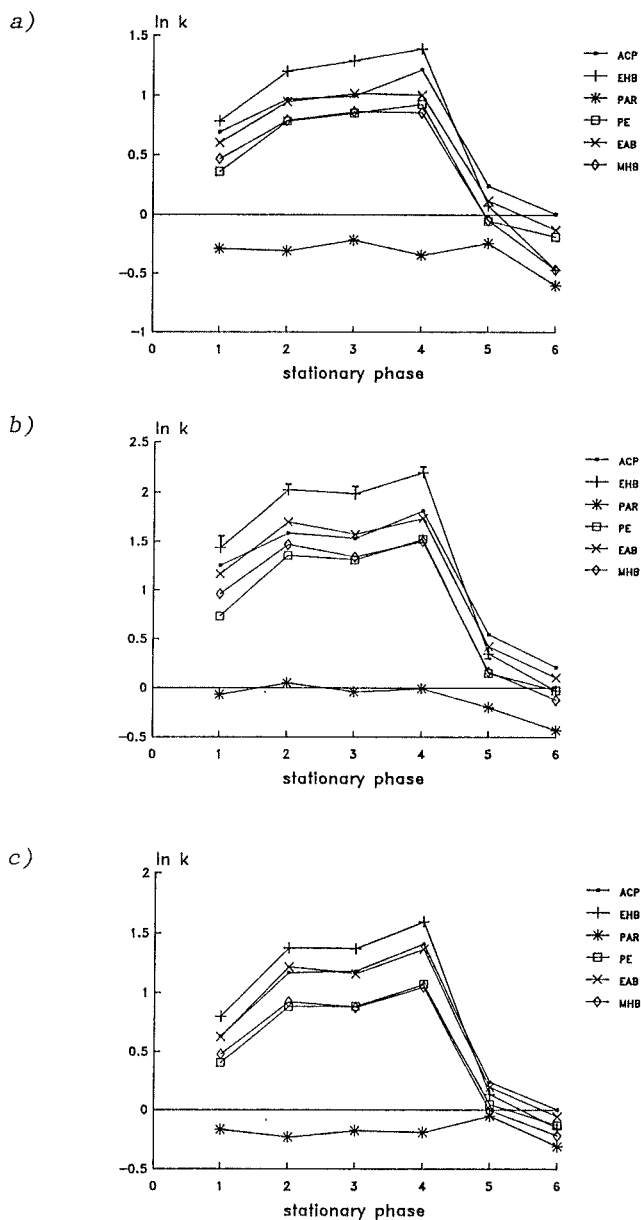 a)
ln k
1.5
1
0.5
0
−0.5
−1
0 1 2 3 4 5 6
stationary phase
ACP
EHB
PAR
PE
EAB
MHB
b)
ln k
2.5
2
1.5
1
0.5
0
−0.5
0 1 2 3 4 5 6
stationary phase
ACP
EHB
PAR
PE
EAB
MHB
c)
ln k
2
1.5
1
0.5
0
−0.5
0 1 2 3 4 5 6
stationary phase
ACP
EHB
PAR
PE
EAB
MHB